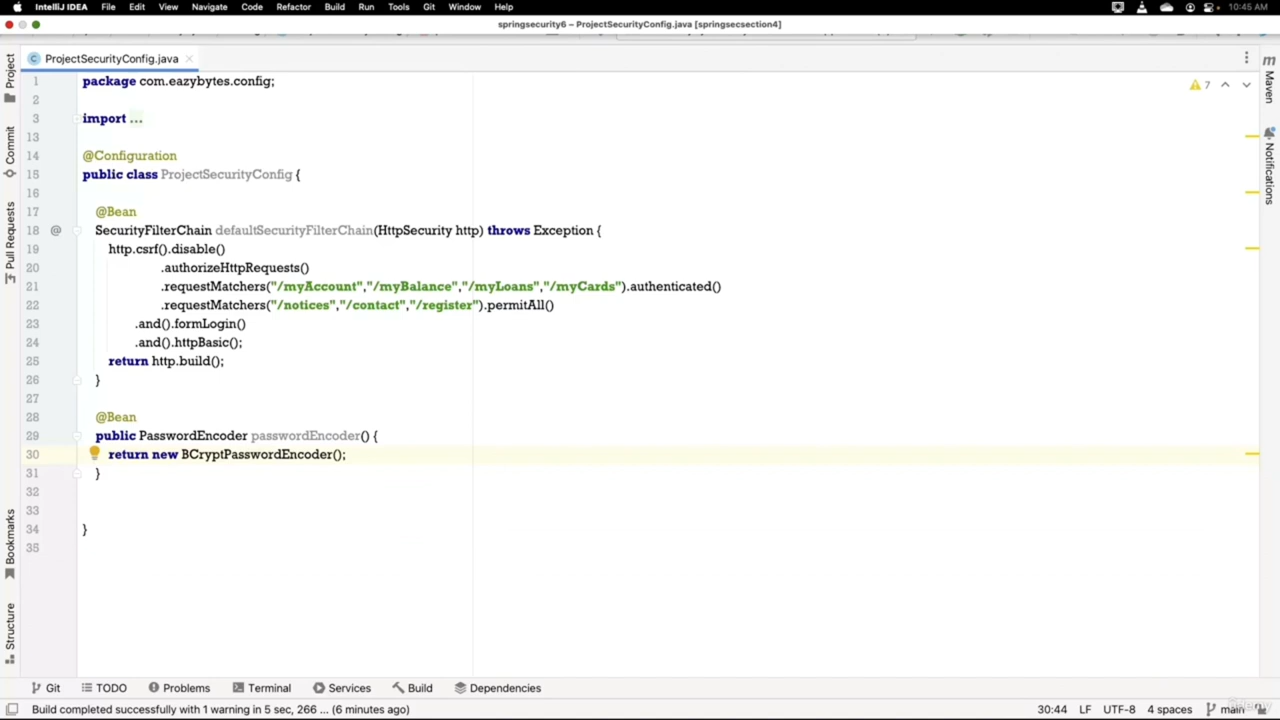 IntelliJ IDEA File Edit View Navigate Code Refactor Build Run Tools Git Window Help 10:45 AM
springsecurity6 – ProjectSecurityConfig.java [springsecsection4]
ProjectSecurityConfig.java
Project
Commit
Pull Requests
Bookmarks
Structure
Maven
Notifications
7
1 package com.eazybytes.config;
2
3 import ...
13
14 @Configuration
15 public class ProjectSecurityConfig {
16
17 @Bean
18 SecurityFilterChain defaultSecurityFilterChain(HttpSecurity http) throws Exception {
19 http.csrf().disable()
20 .authorizeHttpRequests()
21 .requestMatchers("/myAccount","/myBalance","/myLoans","/myCards").authenticated()
22 .requestMatchers("/notices","/contact","/register").permitAll()
23 .and().formLogin()
24 .and().httpBasic();
25 return http.build();
26 }
27
28 @Bean
29 public PasswordEncoder passwordEncoder() {
30 return new BCryptPasswordEncoder();
31 }
32
33
34 }
35
Git TODO Problems Terminal Services Build Dependencies
Build completed successfully with 1 warning in 5 sec, 266 ... (6 minutes ago) 30:44 LF UTF-8 4 spaces main